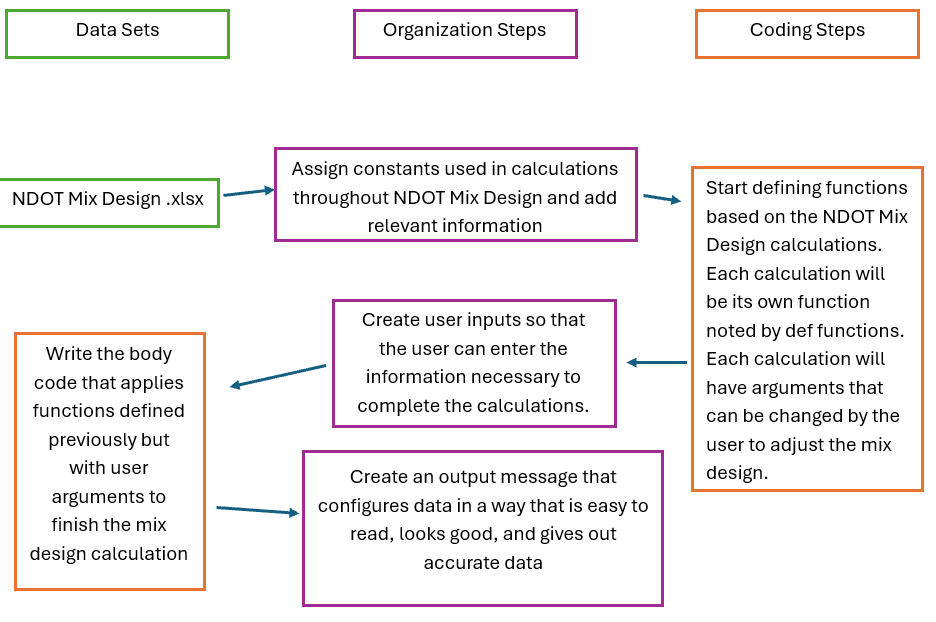 Data Sets
Organization Steps
Coding Steps
NDOT Mix Design .xlsx
Assign constants used in calculations
throughout NDOT Mix Design and add
relevant information
Start defining functions
based on the NDOT Mix
Design calculations.
Each calculation will
be its own function
noted by def functions.
Each calculation will
have arguments that
can be changed by the
user to adjust the mix
design.
Create user inputs so that
the user can enter the
information necessary to
complete the calculations.
Write the body
code that applies
functions defined
previously but
with user
arguments to
finish the mix
design calculation
Create an output message that
configures data in a way that is easy to
read, looks good, and gives out
accurate data